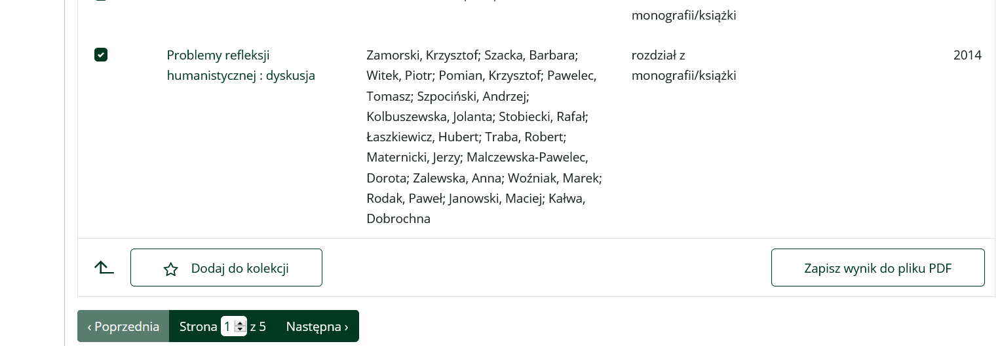 monografii/książki
Problemy refleksji
humanistycznej : dyskusja
Zamorski, Krzysztof; Szacka, Barbara;
Witek, Piotr; Pomian, Krzysztof; Pawelec,
Tomasz; Szpociński, Andrzej;
Kolbuszewska, Jolanta; Stobiecki, Rafał;
Łaszkiewicz, Hubert; Traba, Robert;
Maternicki, Jerzy; Malczewska-Pawelec,
Dorota; Zalewska, Anna; Woźniak, Marek;
Rodak, Paweł; Janowski, Maciej; Kałwa,
Dobrochna
rozdział z
monografii/książki
2014
Dodaj do kolekcji
Zapisz wynik do pliku PDF
‹ Poprzednia Strona 1 z 5 Następna ›